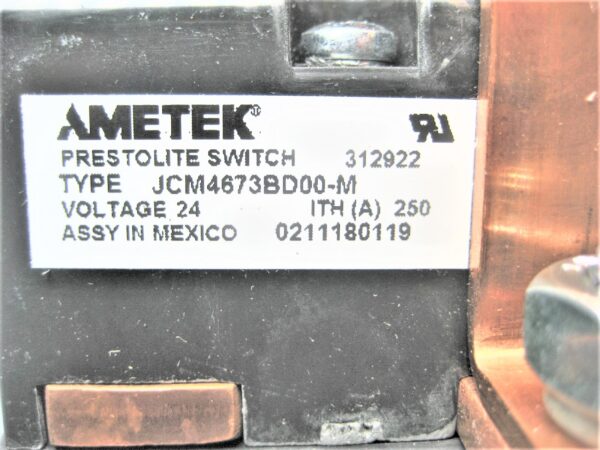 AMETEK®
PRESTOLITE SWITCH 312922
TYPE JCM4673BD00-M
VOLTAGE 24 ITH (A) 250
ASSY IN MEXICO 0211180119